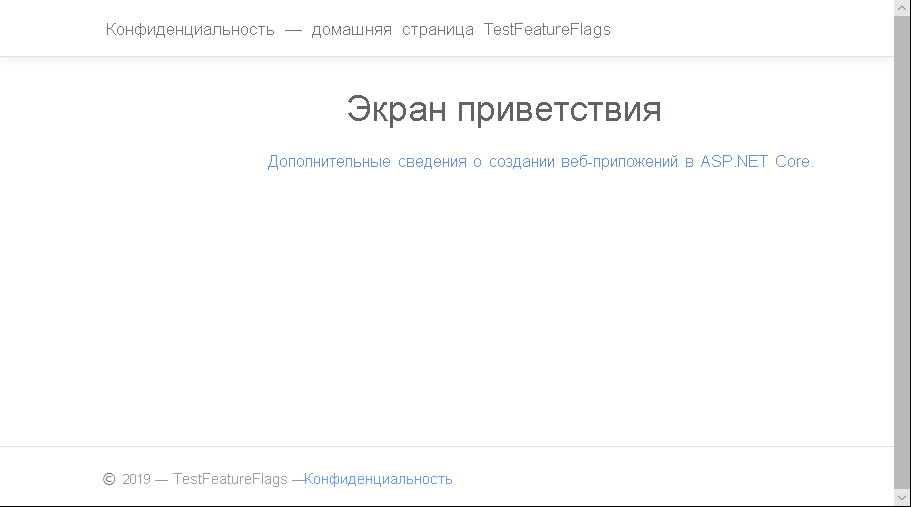 Конфиденциальность — домашняя страница TestFeatureFlags
Экран приветствия
Дополнительные сведения о создании веб-приложений в ASP.NET Core.
© 2019 — TestFeatureFlags —Конфиденциальность